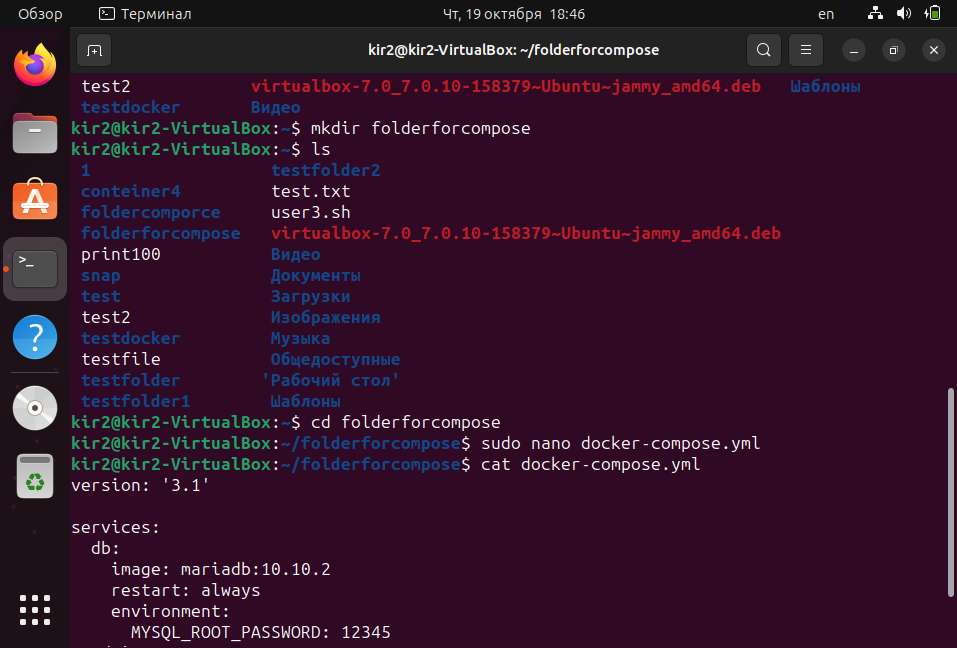 Обзор Терминал Чт, 19 октября 18:46 en
kir2@kir2-VirtualBox: ~/folderforcompose
test2 virtualbox-7.0_7.0.10-158379~Ubuntu~jammy_amd64.deb Шаблоны
testdocker Видео
kir2@kir2-VirtualBox:~$ mkdir folderforcompose
kir2@kir2-VirtualBox:~$ ls
1 testfolder2
conteiner4 test.txt
foldercomporce user3.sh
folderforcompose virtualbox-7.0_7.0.10-158379~Ubuntu~jammy_amd64.deb
print100 Видео
snap Документы
test Загрузки
test2 Изображения
testdocker Музыка
testfile Общедоступные
testfolder 'Рабочий стол'
testfolder1 Шаблоны
kir2@kir2-VirtualBox:~$ cd folderforcompose
kir2@kir2-VirtualBox:~/folderforcompose$ sudo nano docker-compose.yml
kir2@kir2-VirtualBox:~/folderforcompose$ cat docker-compose.yml
version: '3.1'
services:
db:
image: mariadb:10.10.2
restart: always
environment:
MYSQL_ROOT_PASSWORD: 12345